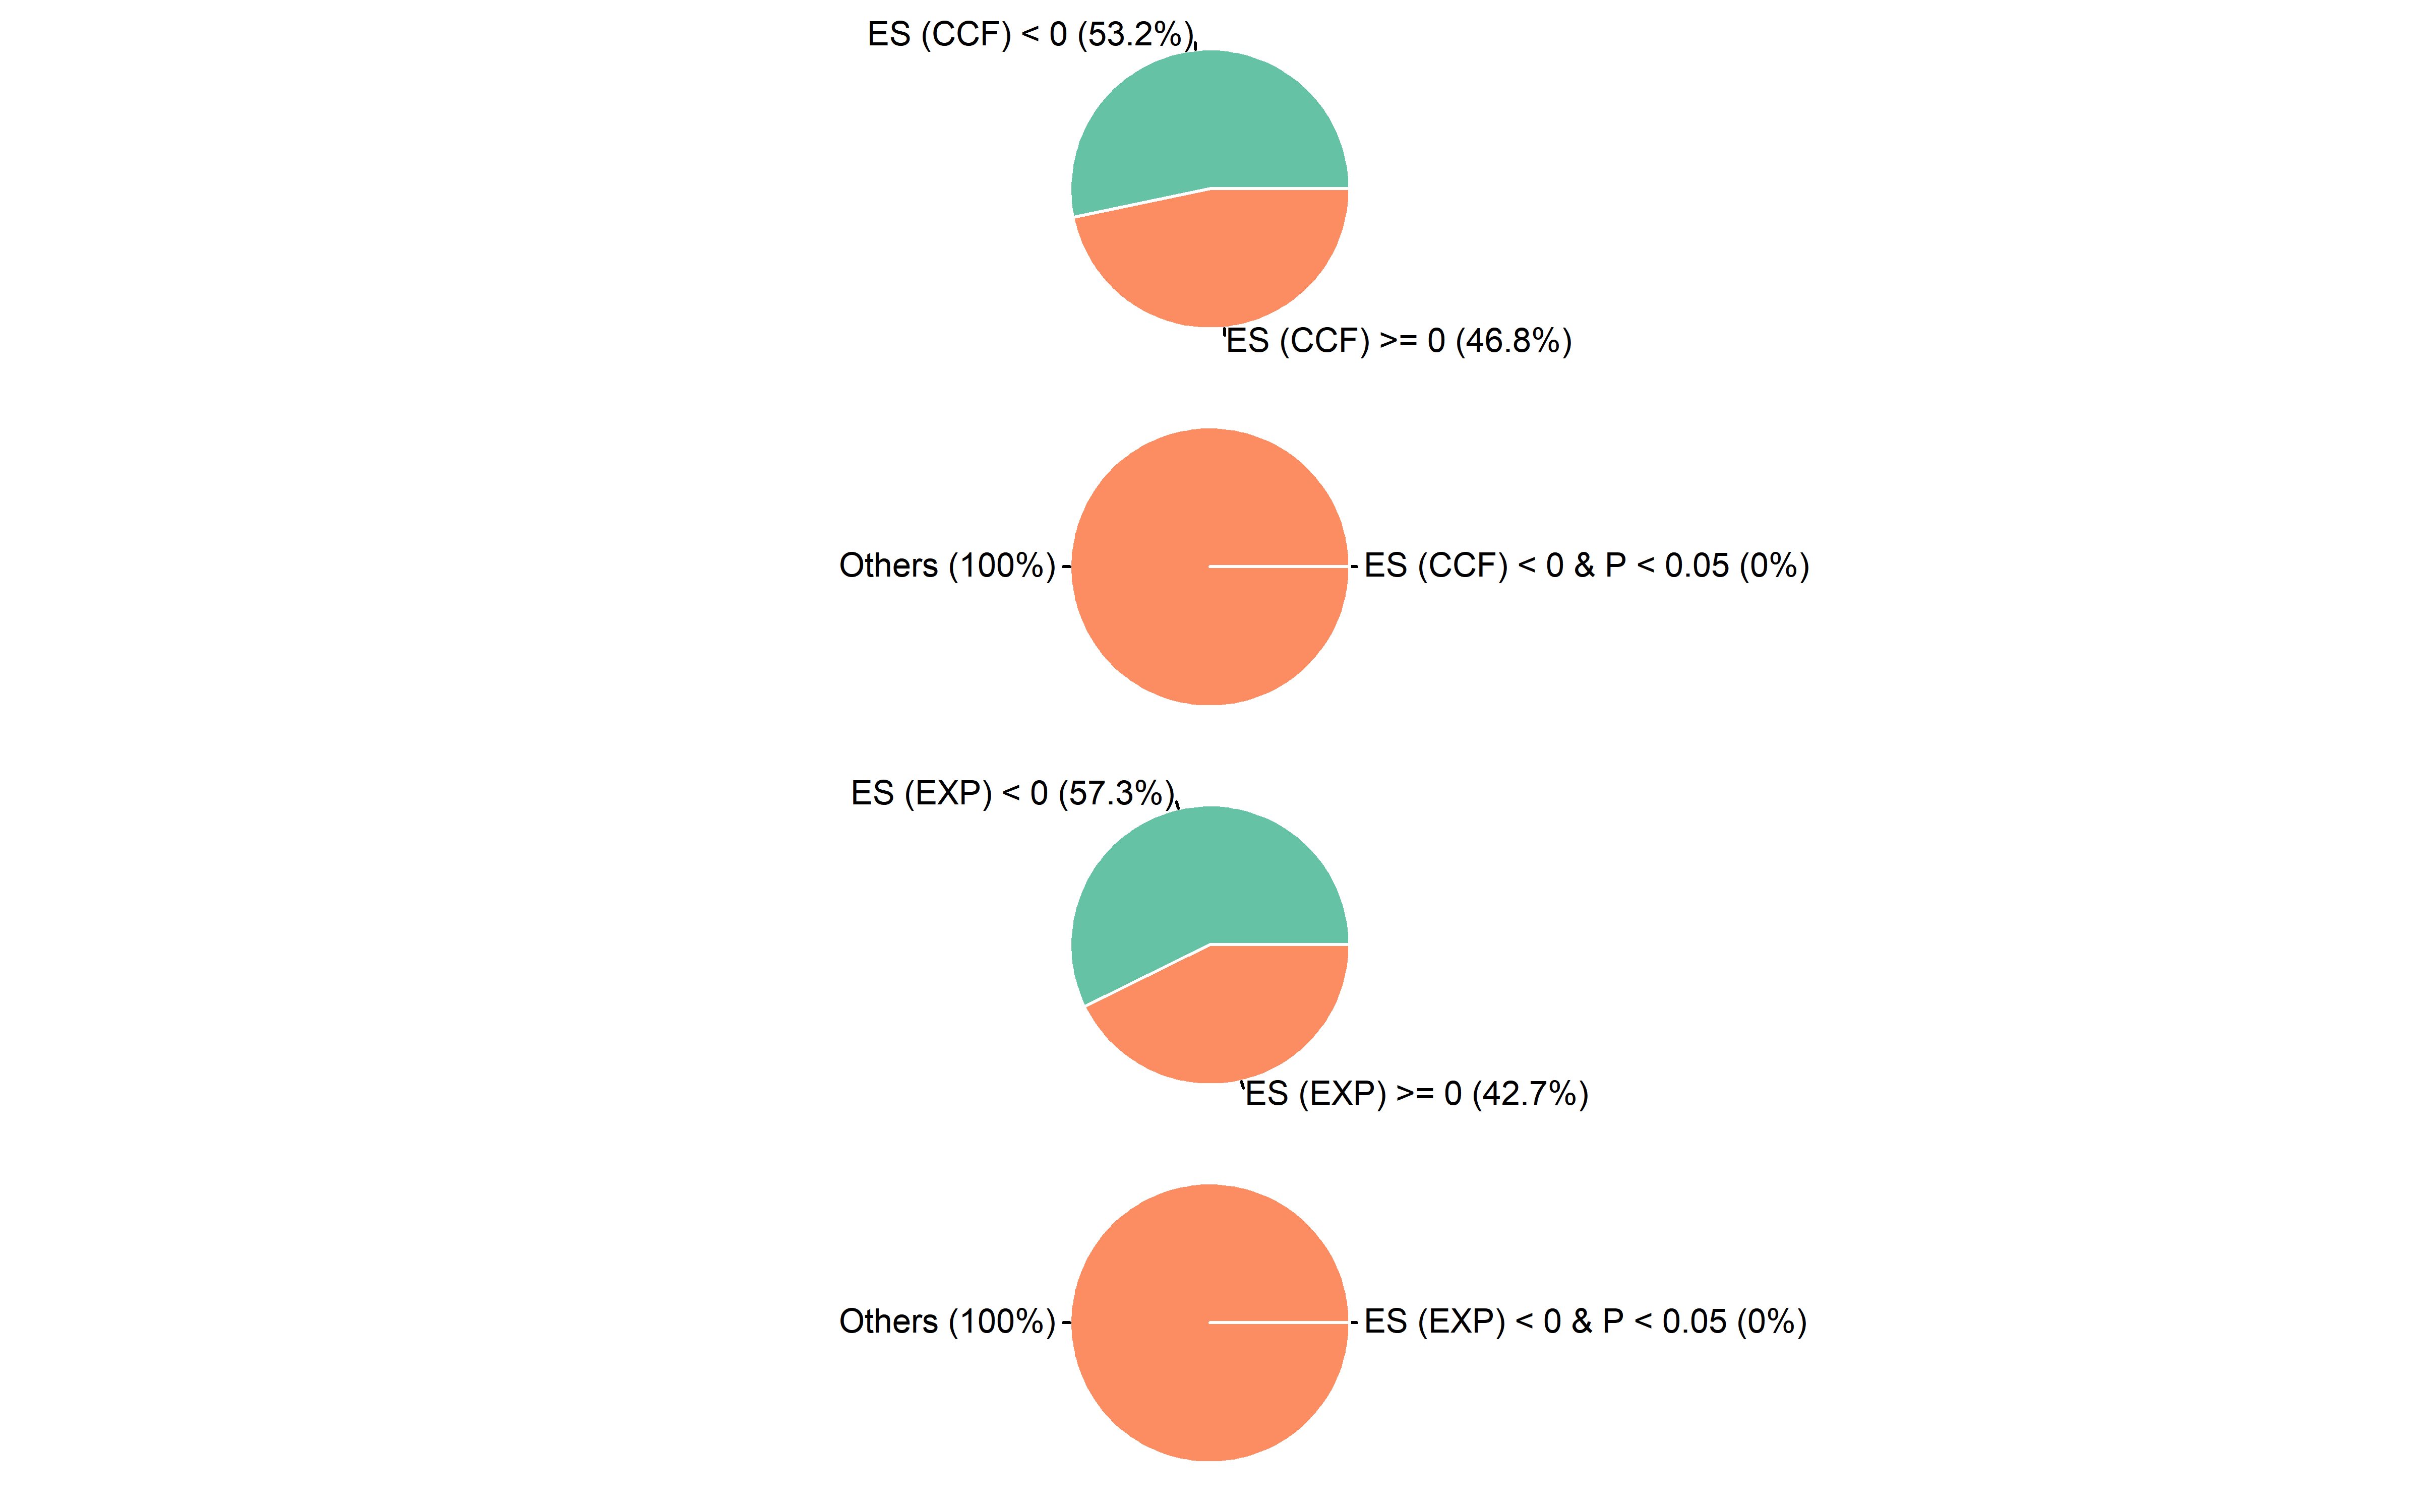 ES (CCF) < 0 (53.2%)
ES (CCF) >= 0 (46.8%)
Others (100%)
ES (CCF) < 0 & P < 0.05 (0%)
ES (EXP) < 0 (57.3%)
ES (EXP) >= 0 (42.7%)
Others (100%)
ES (EXP) < 0 & P < 0.05 (0%)